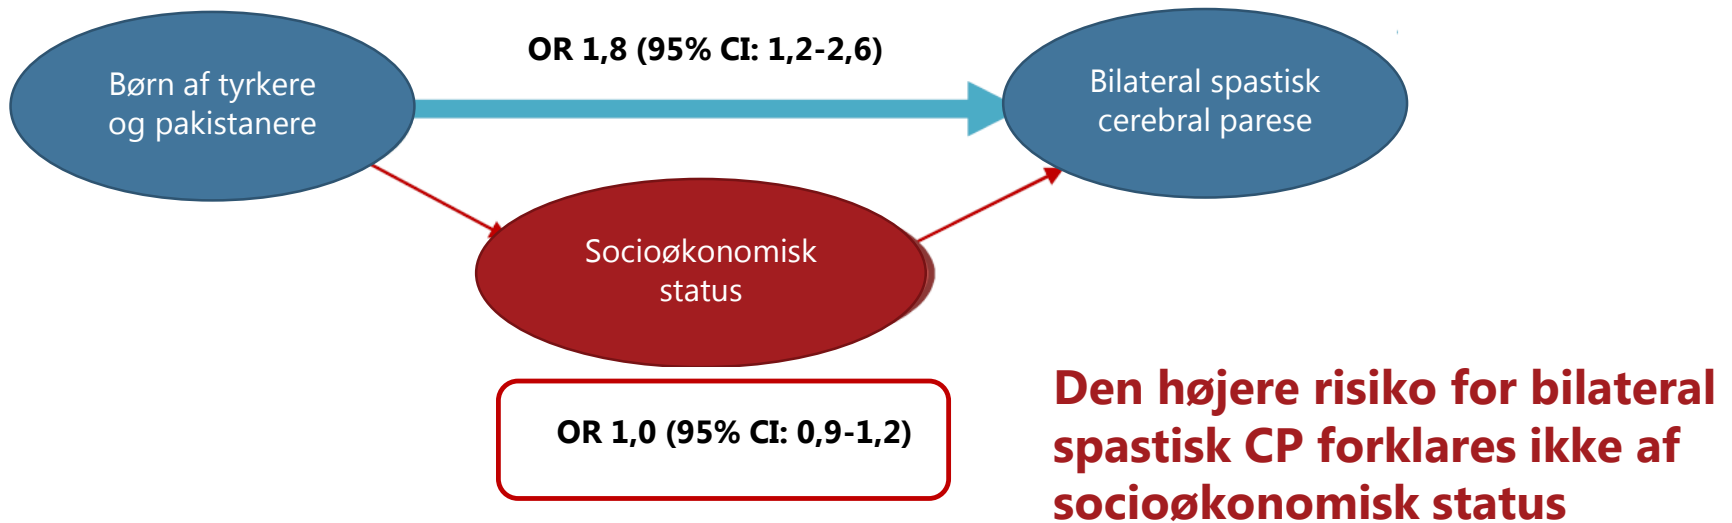 OR 1,8 (95% CI: 1,2-2,6)
Børn af tyrkere
og pakistanere
Bilateral spastisk
cerebral parese
Socioøkonomisk
status
OR 1,0 (95% CI: 0,9-1,2)
Den højere risiko for bilateral
spastisk CP forklares ikke af
socioøkonomisk status